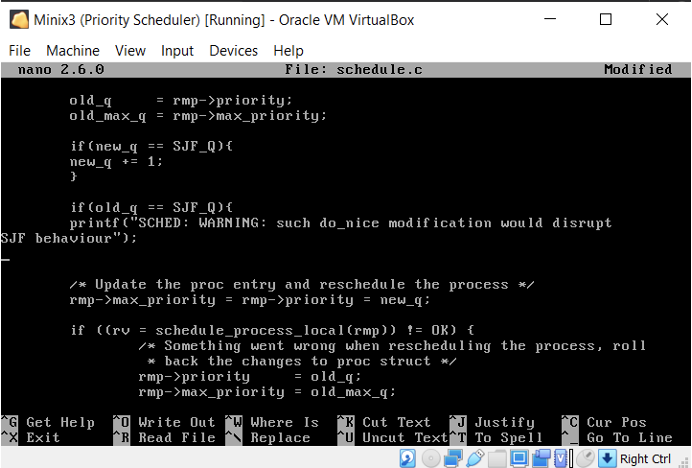 Minix3 (Priority Scheduler) [Running] - Oracle VM VirtualBox
File Machine View Input Devices Help
nano 2.6.0 File: schedule.c Modified
old_q = rmp->priority;
old_max_q = rmp->max_priority;
if(new_q == SJF_Q){
new_q += 1;
}
if(old_q == SJF_Q){
printf("SCHED: WARNING: such do_nice modification would disrupt
SJF behaviour");
/* Update the proc entry and reschedule the process */
rmp->max_priority = rmp->priority = new_q;
if ((rv = schedule_process_local(rmp)) != OK) {
/* Something went wrong when rescheduling the process, roll
* back the changes to proc struct */
rmp->priority = old_q;
rmp->max_priority = old_max_q;
^G Get Help ^O Write Out ^W Where Is ^K Cut Text ^J Justify ^C Cur Pos
^X Exit ^R Read File ^\ Replace ^U Uncut Text ^T To Spell ^_ Go To Line
Right Ctrl